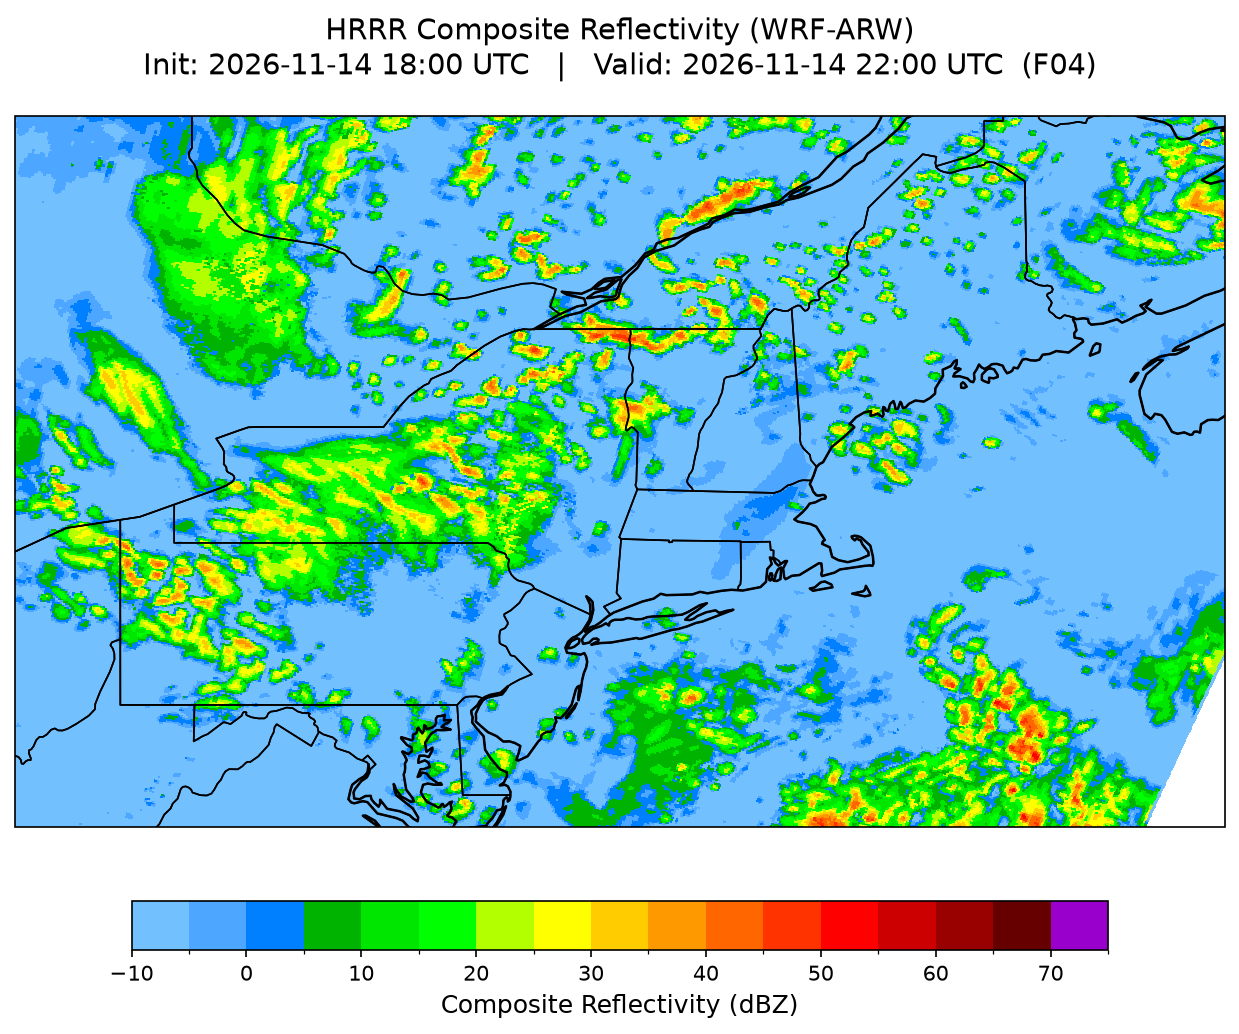 HRRR Composite Reflectivity (WRF-ARW)
Init: 2026-11-14 18:00 UTC   |   Valid: 2026-11-14 22:00 UTC  (F04)
−10 0 10 20 30 40 50 60 70
Composite Reflectivity (dBZ)